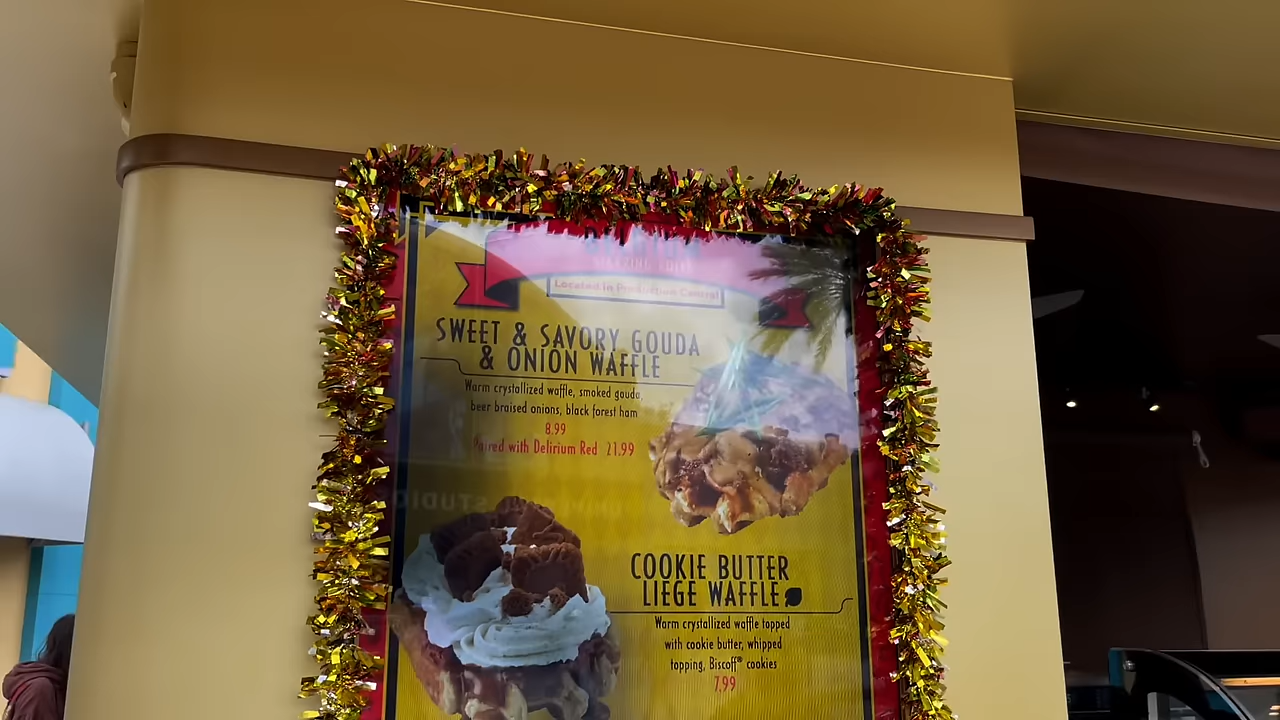 Located in Production Central
SWEET & SAVORY GOUDA
& ONION WAFFLE
Warm crystallized waffle, smoked gouda,
beer braised onions, black forest ham
8.99
Paired with Delirium Red 21.99
COOKIE BUTTER
LIEGE WAFFLE
Warm crystallized waffle topped
with cookie butter, whipped
topping, Biscoff® cookies
7.99